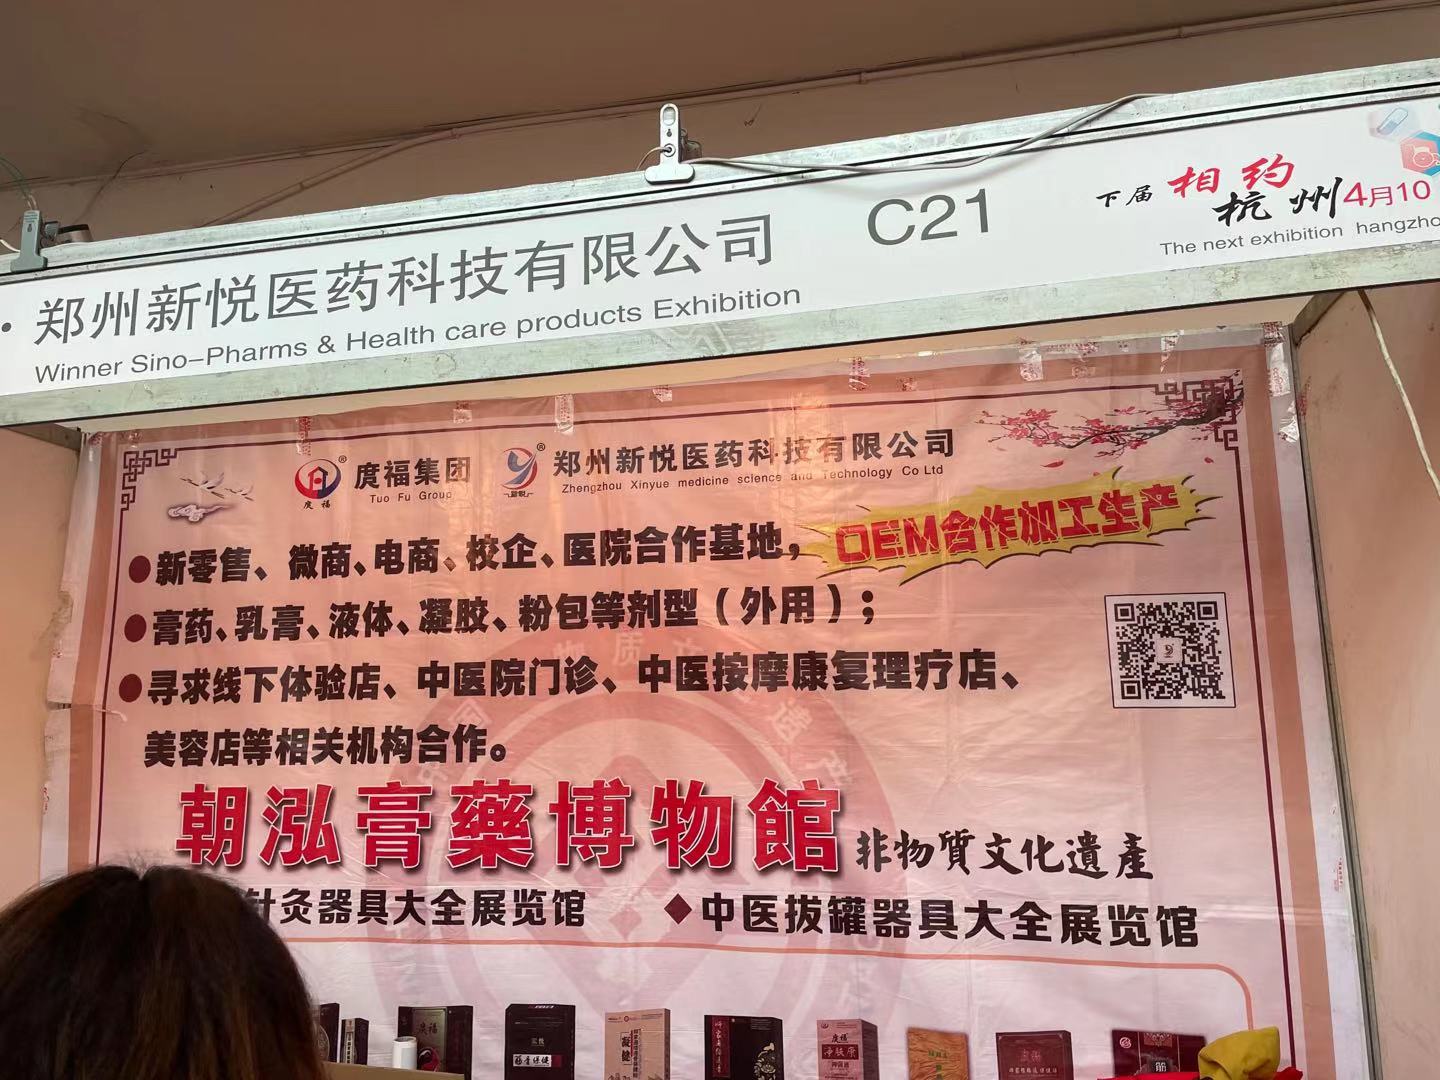 · 郑州新悦医药科技有限公司 C21
Winner Sino-Pharms & Health care products Exhibition
下届 相约
杭州 4月10
The next exhibition hangzho
庹福集团
Tuo Fu Group
庹福
郑州新悦医药科技有限公司
Zhengzhou Xinyue medicine science and Technology Co Ltd
●新零售、微商、电商、校企、医院合作基地,
OEM合作加工生产
●膏药、乳膏、液体、凝胶、粉包等剂型（外用）；
●寻求线下体验店、中医院门诊、中医按摩康复理疗店、
美容店等相关机构合作。
朝泓膏藥博物館 非物質文化遺產
针灸器具大全展览馆 ◆中医拔罐器具大全展览馆